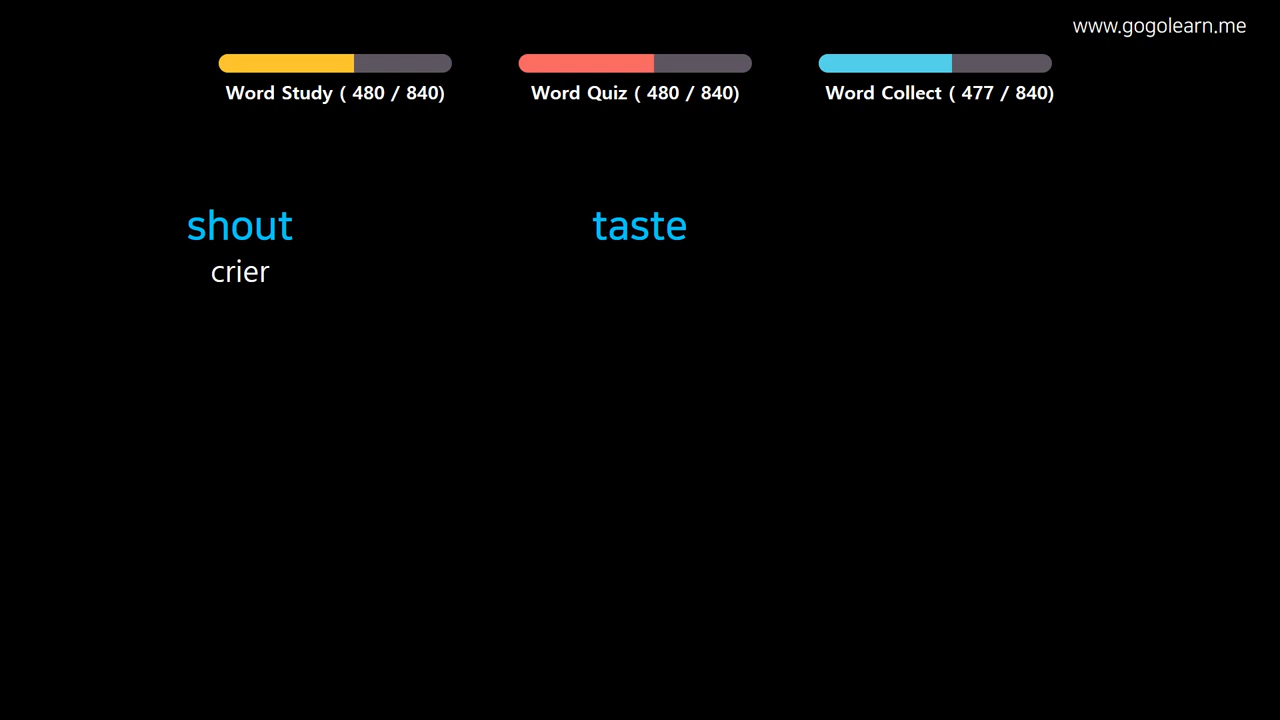 www.gogolearn.me
Word Study ( 480 / 840)
Word Quiz ( 480 / 840)
Word Collect ( 477 / 840)
shout
taste
crier